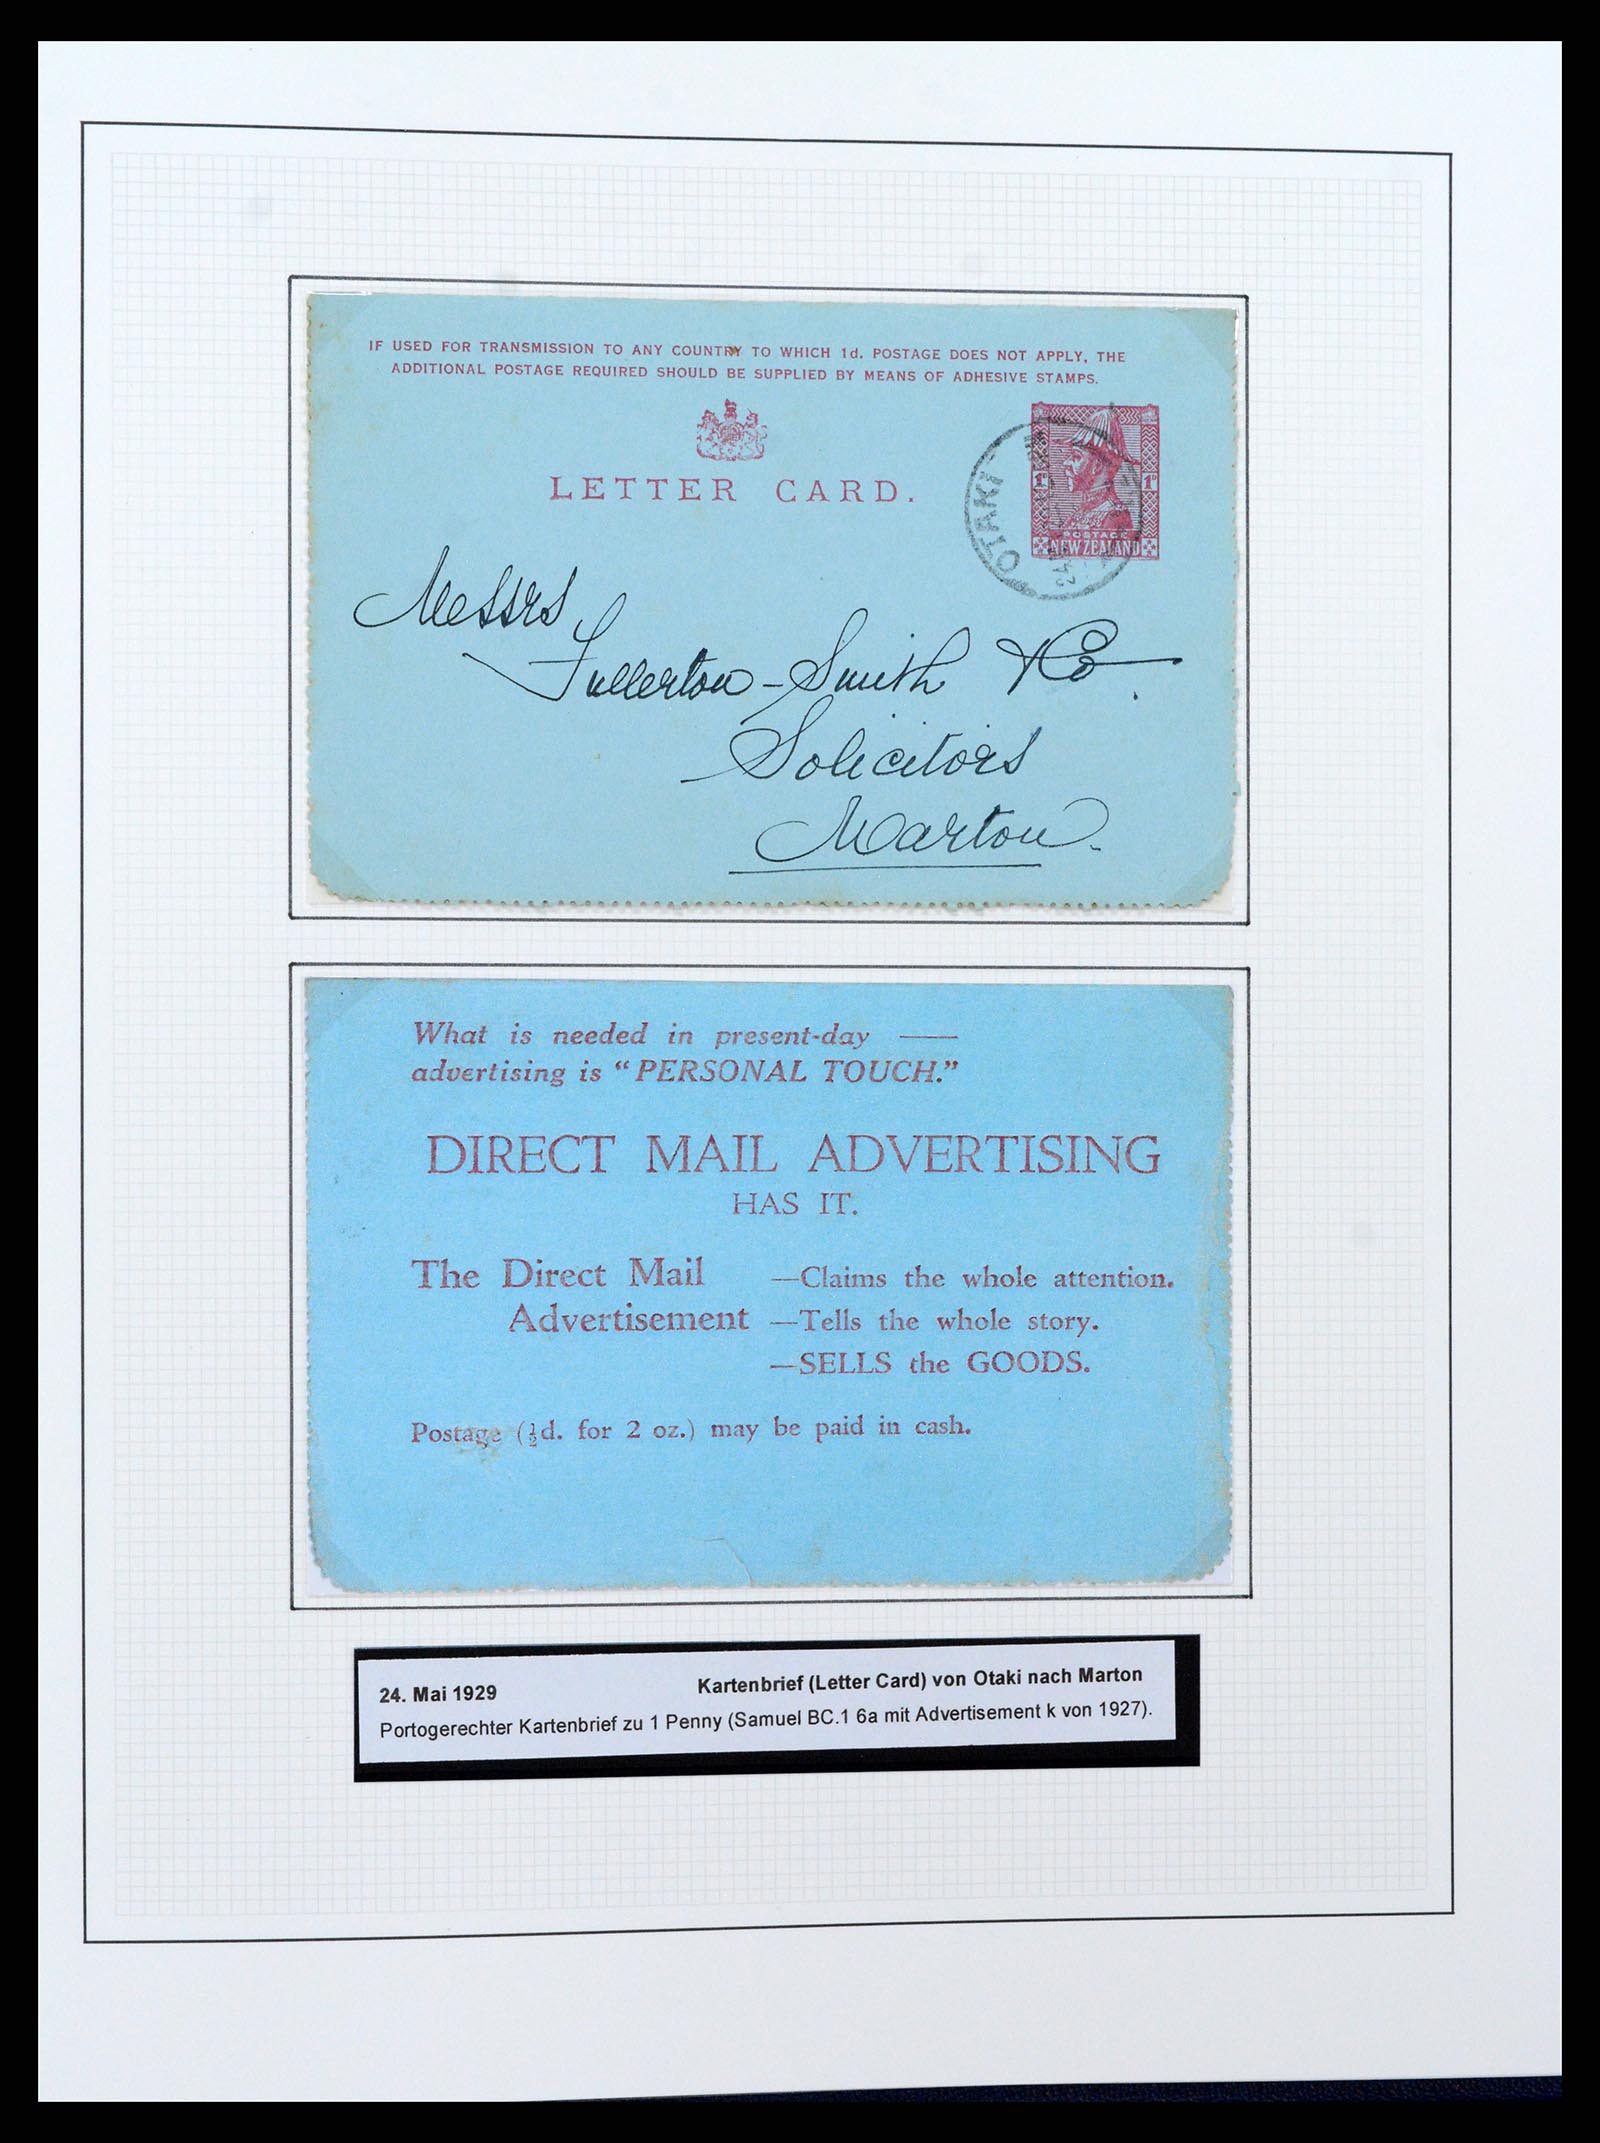 IF USED FOR TRANSMISSION TO ANY COUNTRY TO WHICH 1d. POSTAGE DOES NOT APPLY, THE
ADDITIONAL POSTAGE REQUIRED SHOULD BE SUPPLIED BY MEANS OF ADHESIVE STAMPS.
LETTER CARD.
OTAKI
24
1D 1D
POSTAGE
NEW ZEALAND
Messrs
Fullerton-Smith & Co.
Solicitors
Marton.
What is needed in present-day ——
advertising is "PERSONAL TOUCH."
DIRECT MAIL ADVERTISING
HAS IT.
The Direct Mail —Claims the whole attention.
Advertisement —Tells the whole story.
—SELLS the GOODS.
Postage (½d. for 2 oz.) may be paid in cash.
24. Mai 1929 Kartenbrief (Letter Card) von Otaki nach Marton
Portogerechter Kartenbrief zu 1 Penny (Samuel BC.1 6a mit Advertisement k von 1927).